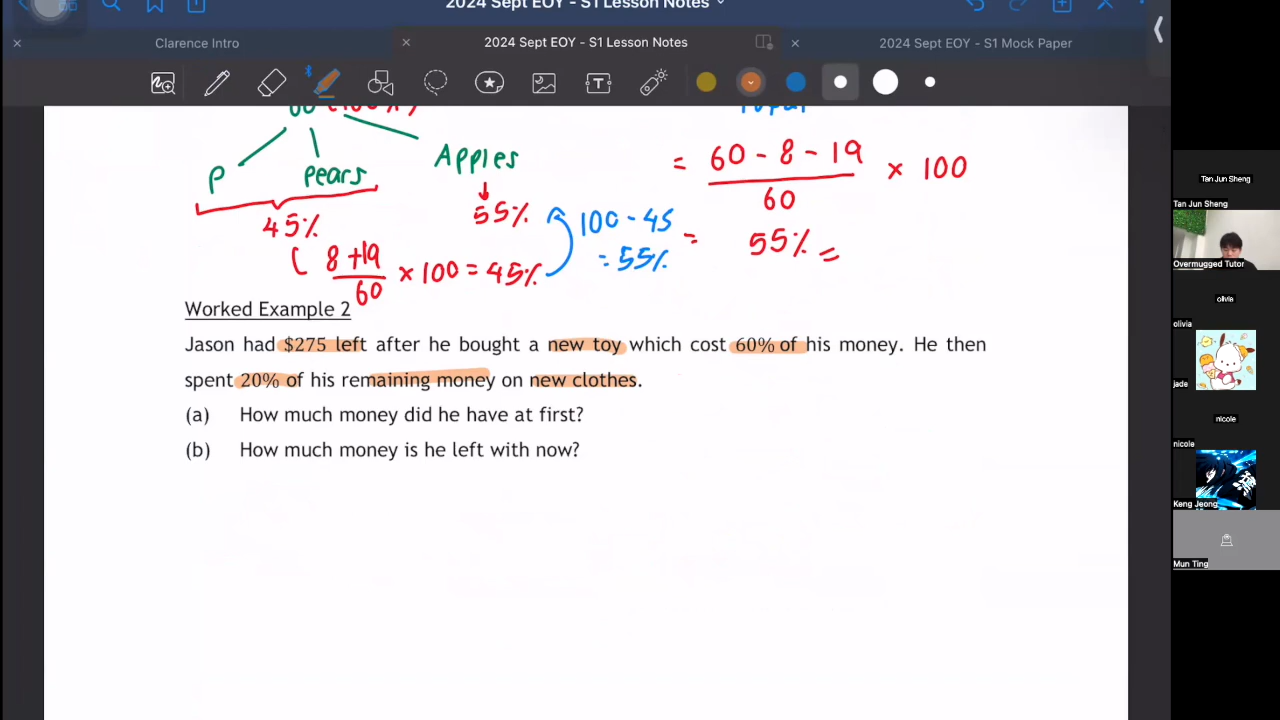 2024 Sept EOY - S1 Lesson Notes
Clarence Intro
2024 Sept EOY - S1 Lesson Notes
2024 Sept EOY - S1 Mock Paper
P
pears
Apples
45%
55%
( 8 + 19 / 60 × 100 = 45%
100 - 45
= 55%
= 60 - 8 - 19 / 60 × 100
= 55%
Worked Example 2
Jason had $275 left after he bought a new toy which cost 60% of his money. He then
spent 20% of his remaining money on new clothes.
(a) How much money did he have at first?
(b) How much money is he left with now?
Tan Jun Sheng
Tan Jun Sheng
Overmugged Tutor
olivia
olivia
jade
nicole
nicole
Keng Jeong
Mun Ting